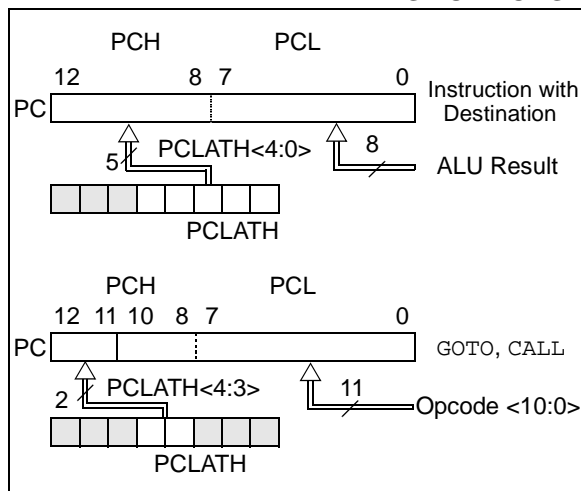 PCH PCL
12 8 7 0
PC Instruction with
Destination
5 PCLATH<4:0> 8
ALU Result
PCLATH
PCH PCL
12 11 10 8 7 0
PC GOTO, CALL
2 PCLATH<4:3> 11
Opcode <10:0>
PCLATH